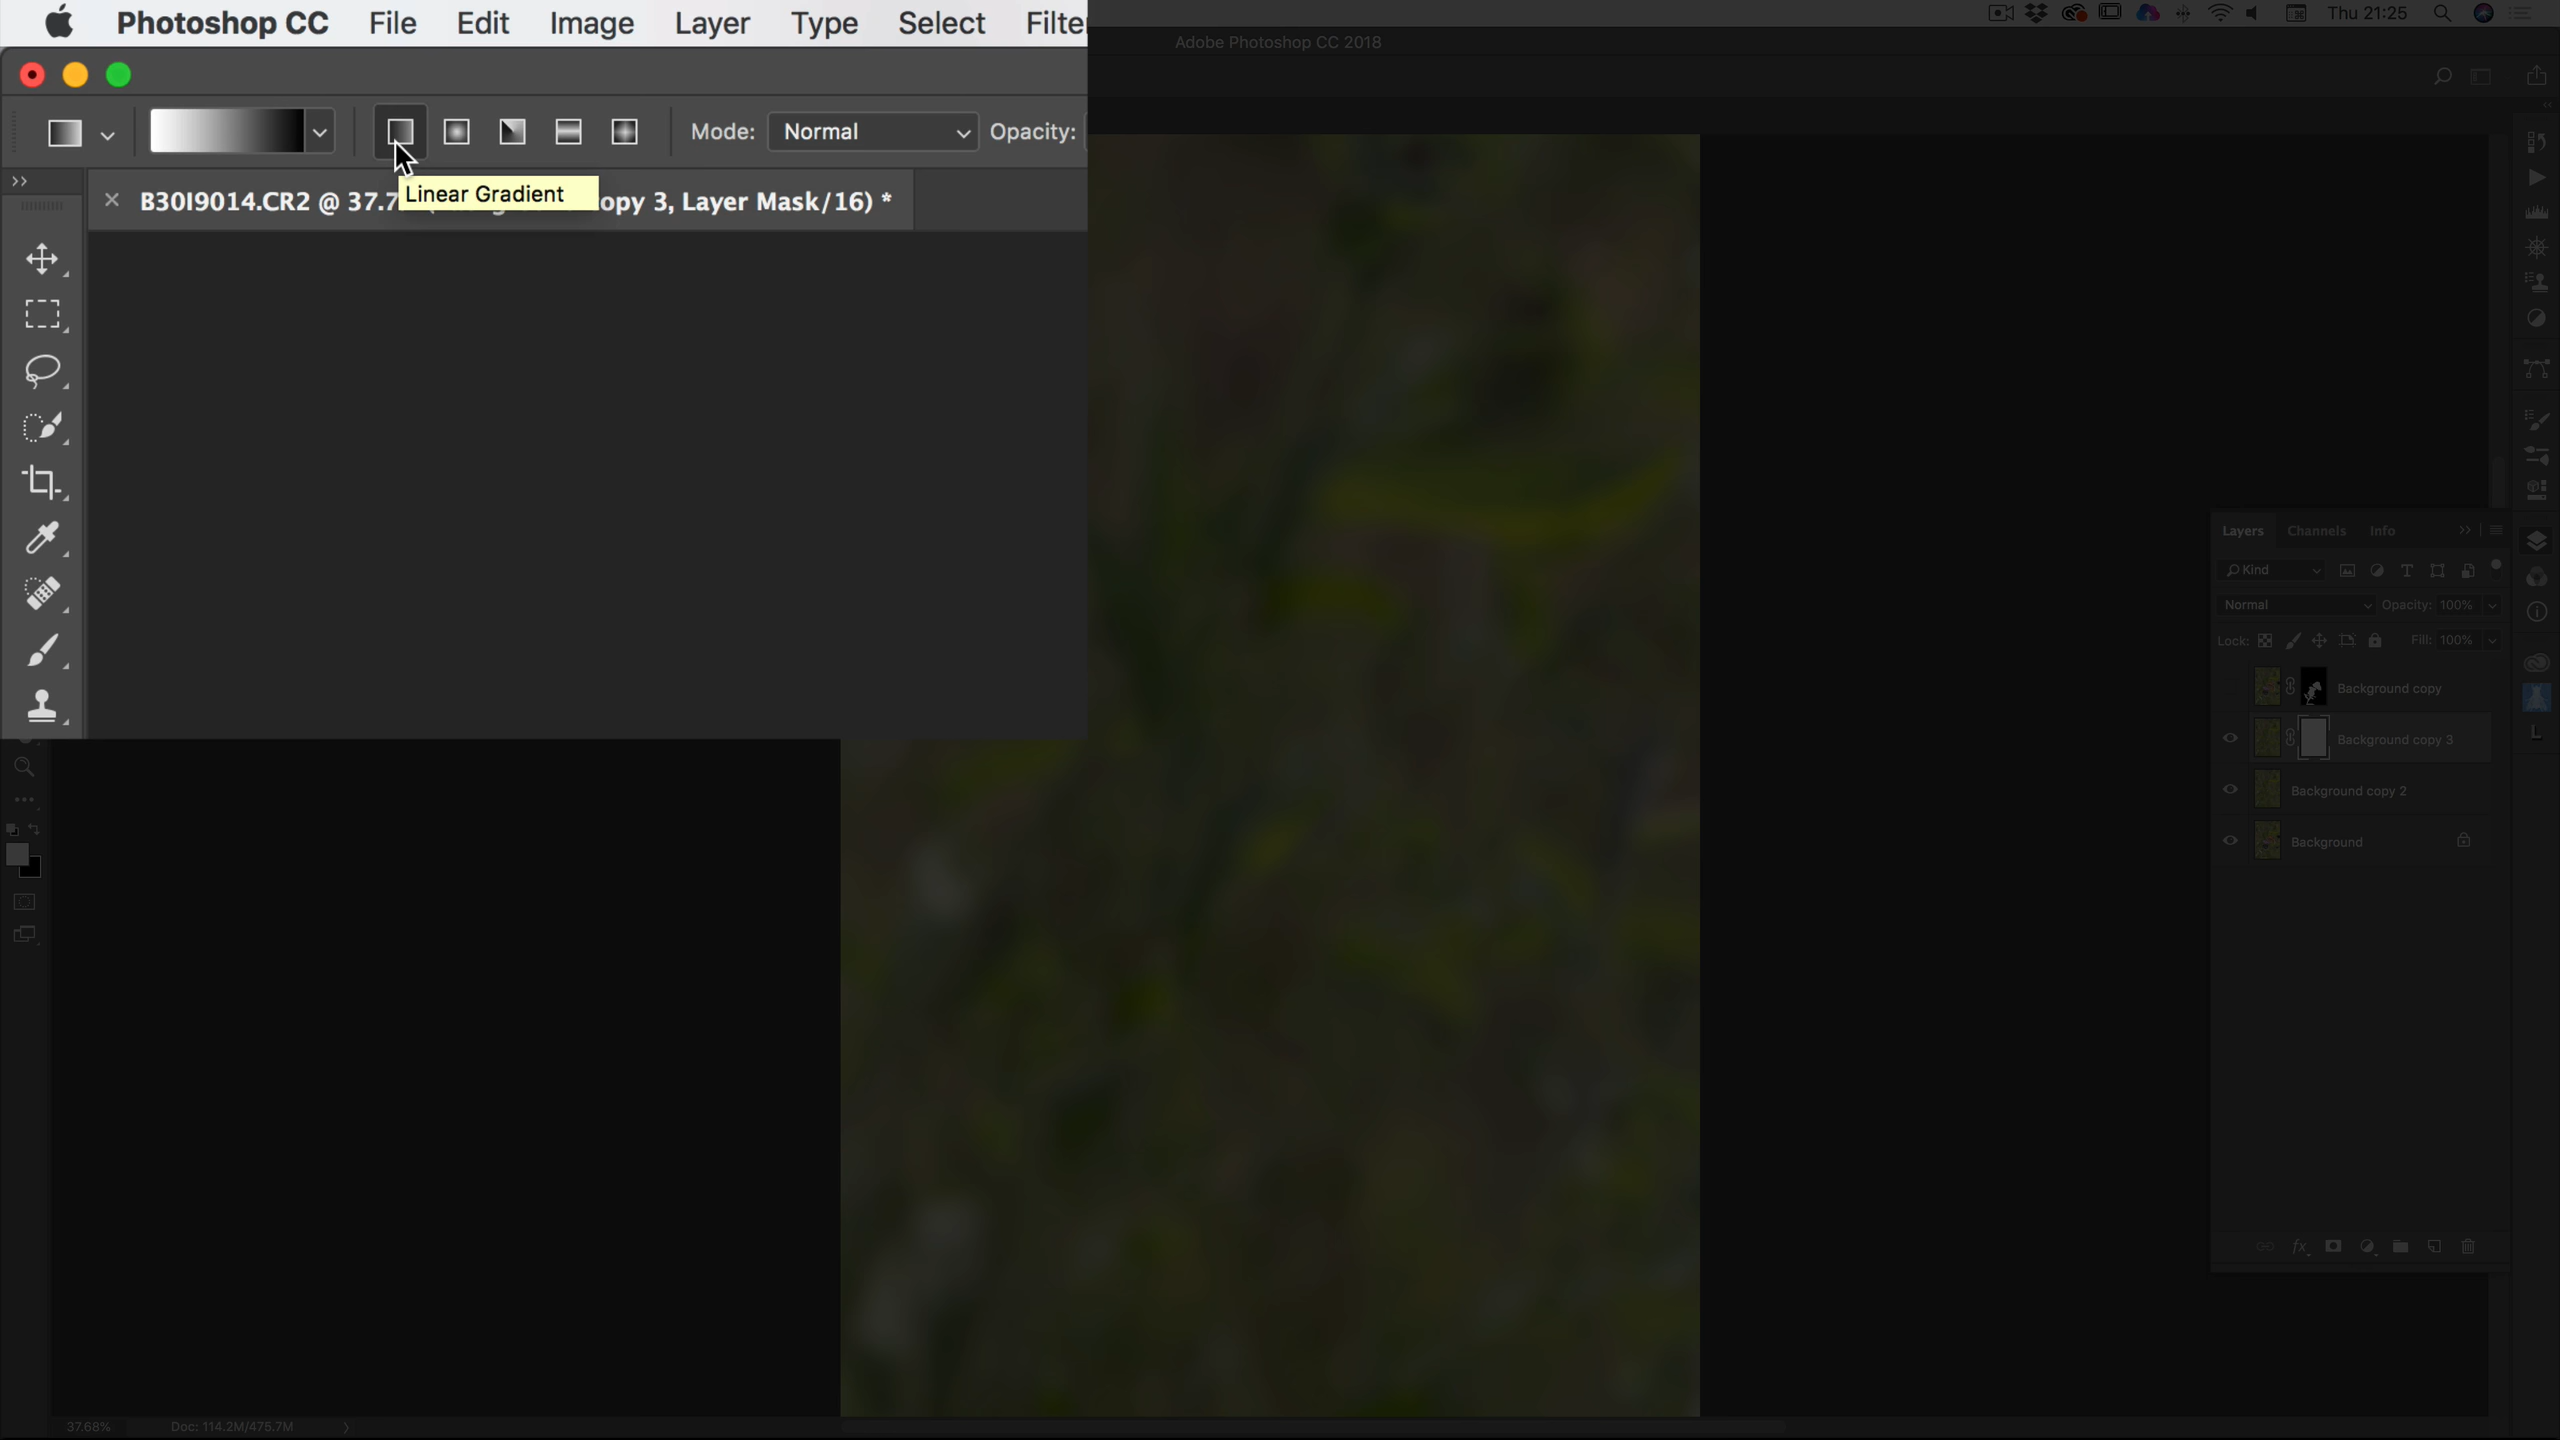 Photoshop CC File Edit Image Layer Type Select Filter
Thu 21:25
Adobe Photoshop CC 2018
Mode: Normal Opacity:
Linear Gradient
B30I9014.CR2 @ 37.7 opy 3, Layer Mask/16) *
Layers Channels Info
Kind
Normal Opacity: 100%
Lock: Fill: 100%
Background copy
Background copy 3
Background copy 2
Background
fx
37.68% Doc: 114.2M/475.7M